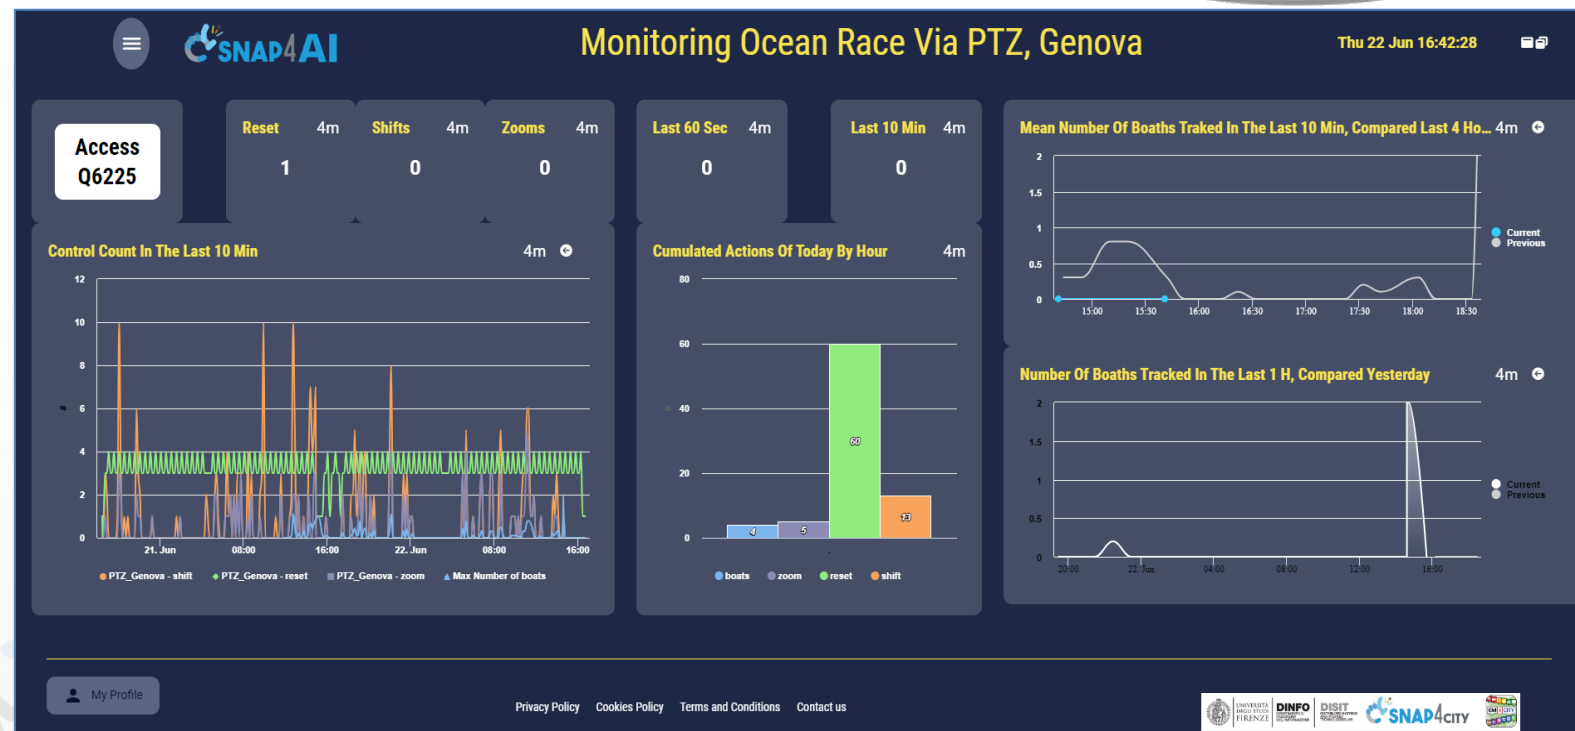 SNAP4AI
Monitoring Ocean Race Via PTZ, Genova
Thu 22 Jun 16:42:28
Access
Q6225
Reset 4m
1
Shifts 4m
0
Zooms 4m
0
Last 60 Sec 4m
0
Last 10 Min 4m
0
Mean Number Of Boaths Traked In The Last 10 Min, Compared Last 4 Ho... 4m
2
1.5
1
0.5
0
15:00 15:30 16:00 16:30 17:00 17:30 18:00 18:30
Current
Previous
Control Count In The Last 10 Min 4m
12
10
8
6
4
2
0
21. Jun 08:00 16:00 22. Jun 08:00 16:00
PTZ_Genova - shift PTZ_Genova - reset PTZ_Genova - zoom Max Number of boats
Cumulated Actions Of Today By Hour 4m
80
60
40
20
0
4 5 60 13
boats zoom reset shift
Number Of Boaths Tracked In The Last 1 H, Compared Yesterday 4m
2
1.5
1
0.5
0
20:00 22. Jun 04:00 08:00 12:00 16:00
Current
Previous
My Profile
Privacy Policy Cookies Policy Terms and Conditions Contact us
UNIVERSITÀ
DEGLI STUDI
FIRENZE
DINFO
DISIT
SNAP4CITY